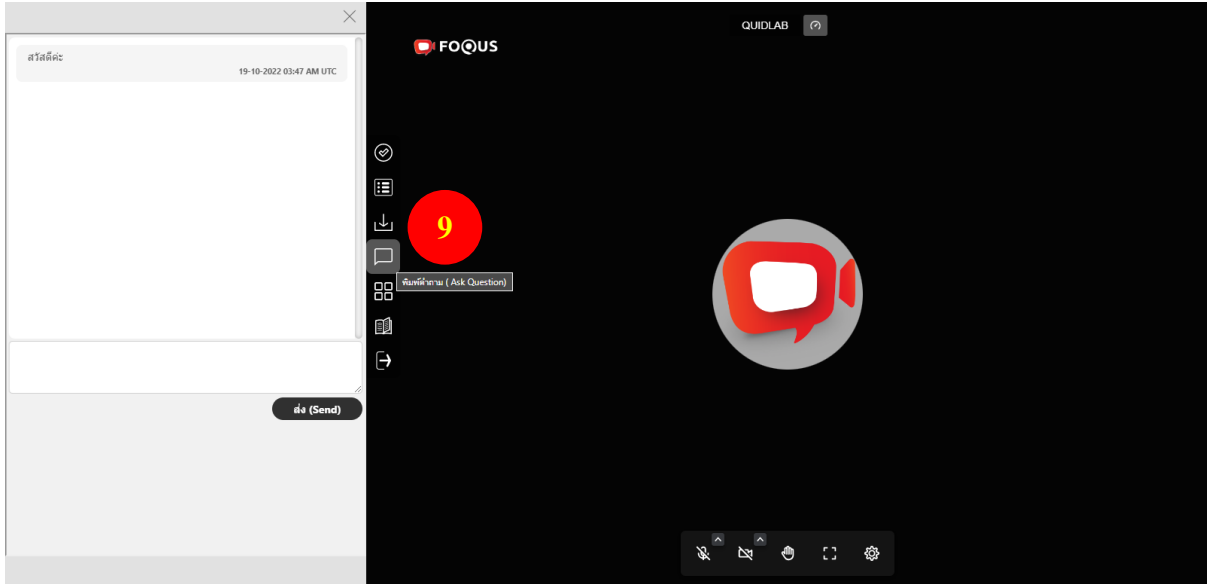 สวัสดีค่ะ
19-10-2022 03:47 AM UTC
ส่ง (Send)
QUIDLAB
FOQUS
9
พิมพ์คำถาม ( Ask Question)